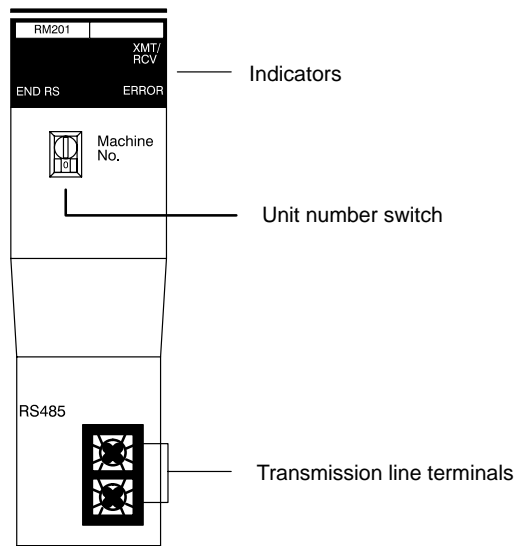 RM201
XMT/
RCV
END RS ERROR
Indicators
Machine
No.
0
Unit number switch
RS485
Transmission line terminals